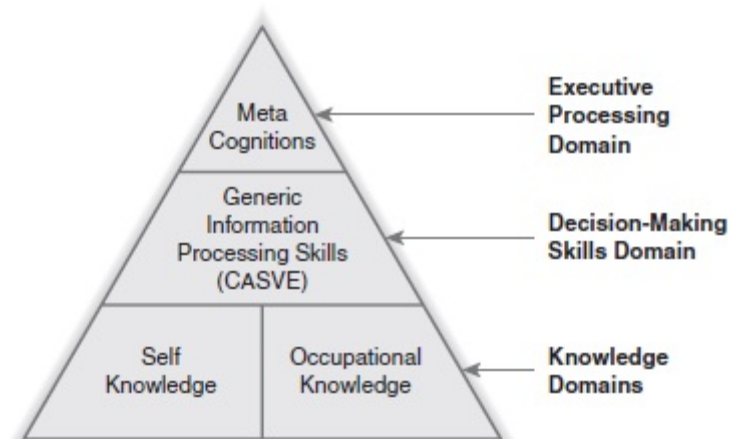 Meta
Cognitions
Executive
Processing
Domain
Generic
Information
Processing Skills
(CASVE)
Decision-Making
Skills Domain
Self
Knowledge
Occupational
Knowledge
Knowledge
Domains